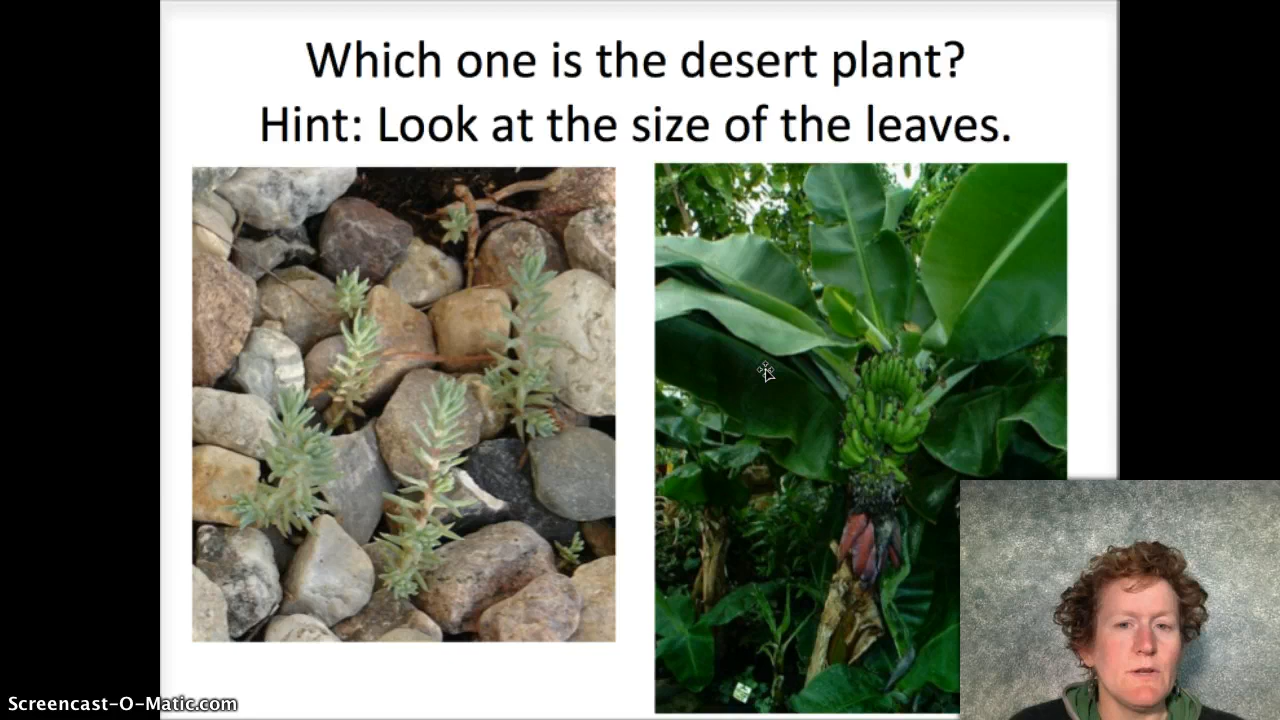 Which one is the desert plant?
Hint: Look at the size of the leaves.
Screencast-O-Matic.com